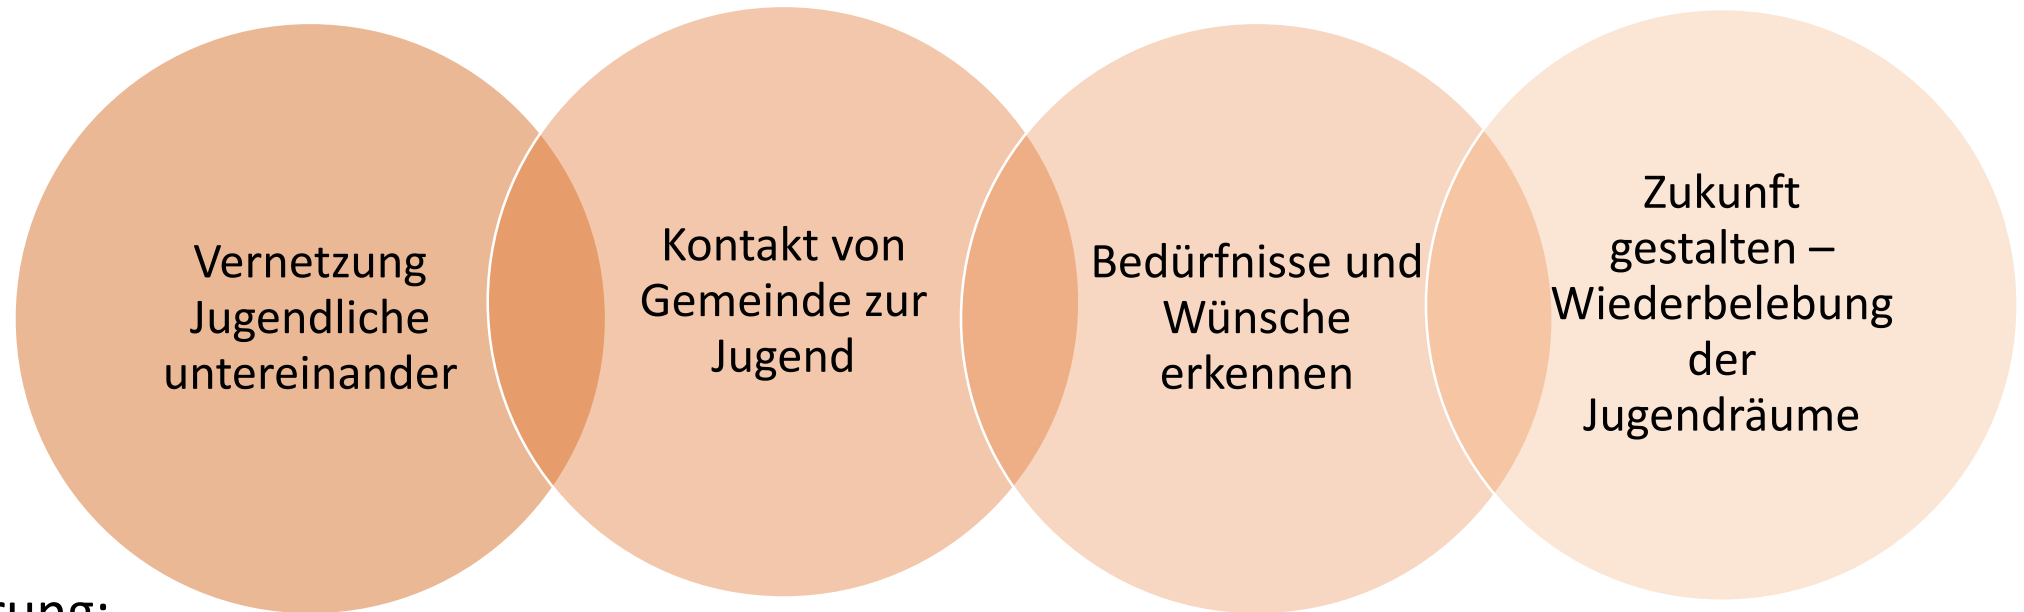 Vernetzung
Jugendliche
untereinander
Kontakt von
Gemeinde zur
Jugend
Bedürfnisse und
Wünsche
erkennen
Zukunft
gestalten –
Wiederbelebung
der
Jugendräume